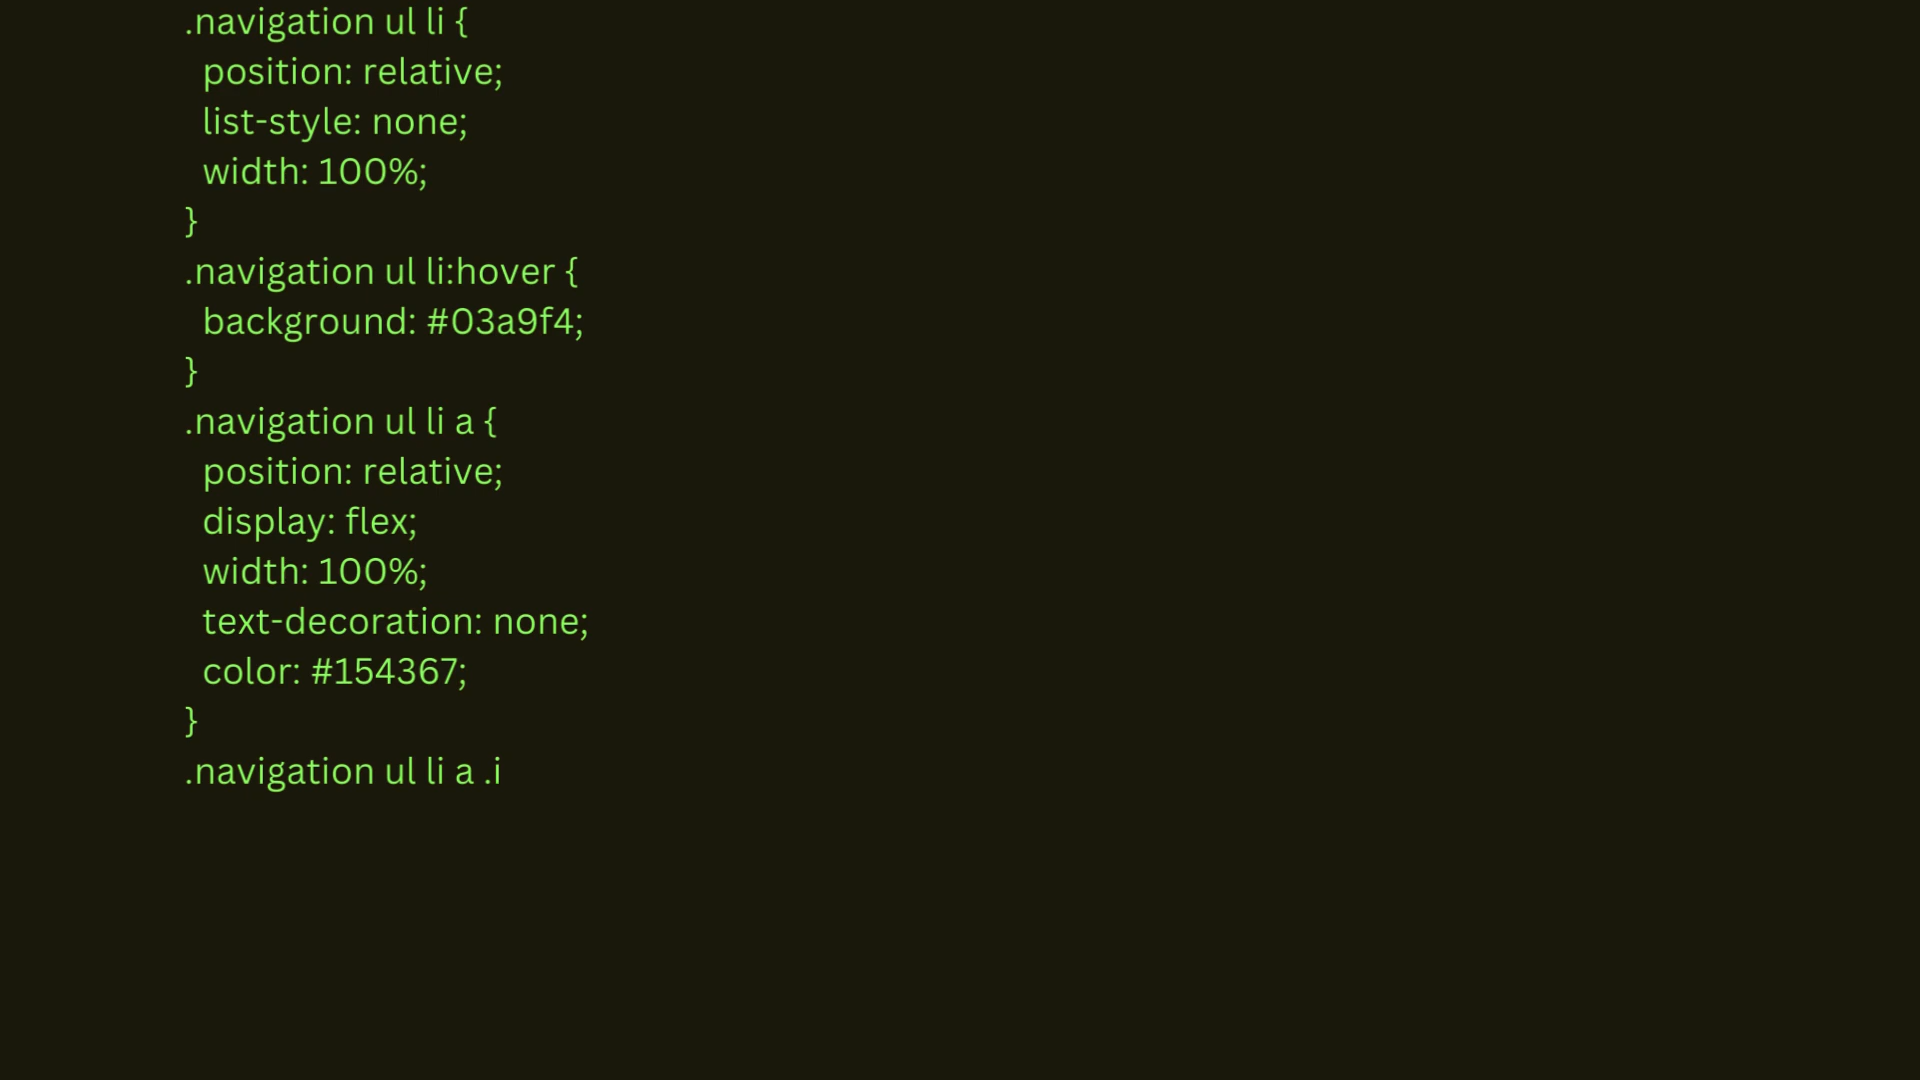 .navigation ul li {
  position: relative;
  list-style: none;
  width: 100%;
}
.navigation ul li:hover {
  background: #03a9f4;
}
.navigation ul li a {
  position: relative;
  display: flex;
  width: 100%;
  text-decoration: none;
  color: #154367;
}
.navigation ul li a .i